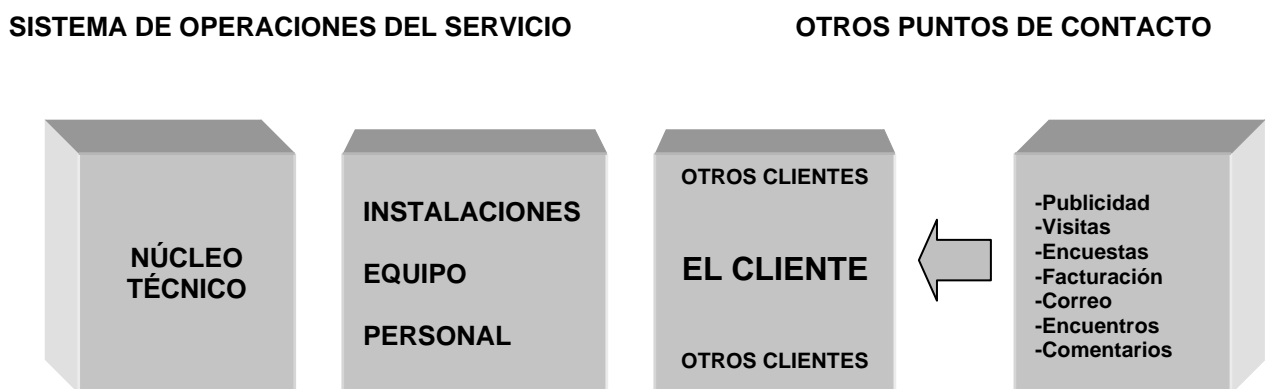 SISTEMA DE OPERACIONES DEL SERVICIO
OTROS PUNTOS DE CONTACTO
NÚCLEO
TÉCNICO
INSTALACIONES
EQUIPO
PERSONAL
OTROS CLIENTES
EL CLIENTE
OTROS CLIENTES
-Publicidad
-Visitas
-Encuestas
-Facturación
-Correo
-Encuentros
-Comentarios